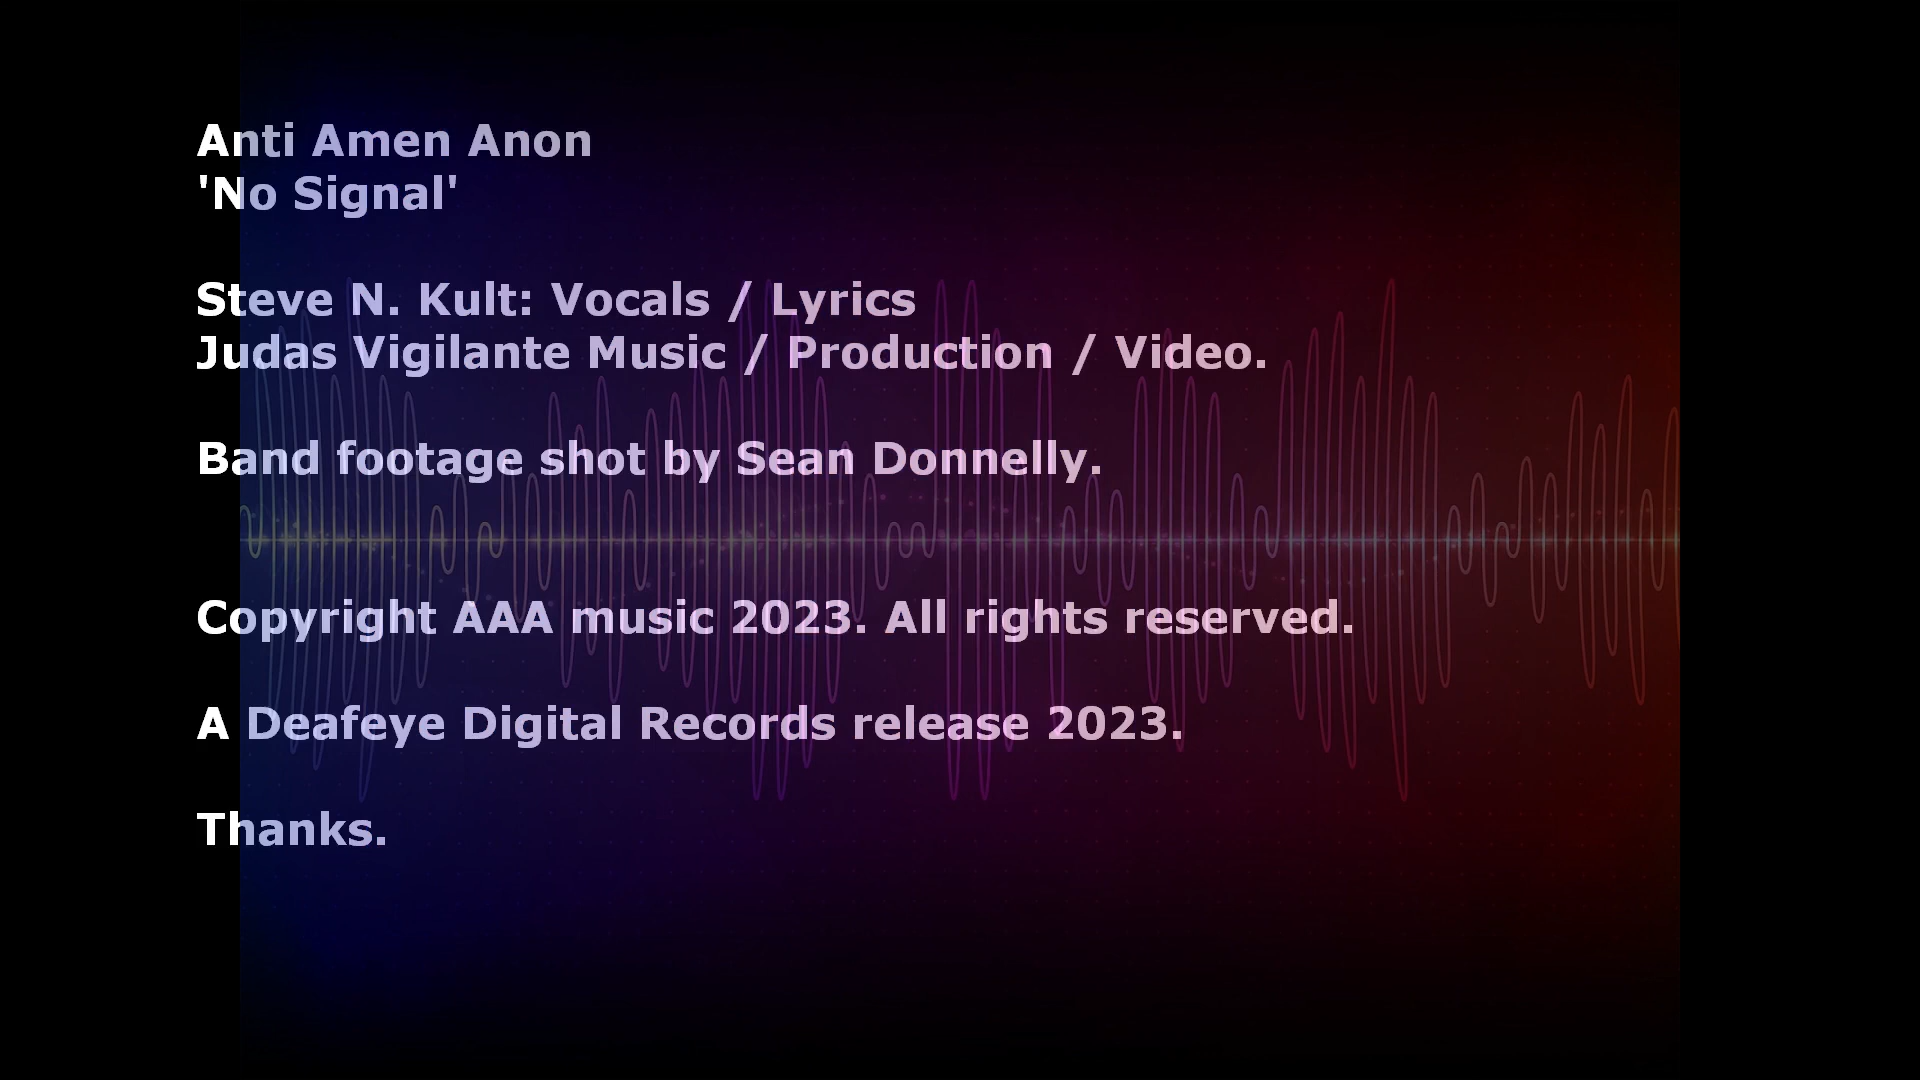 Anti Amen Anon
'No Signal'
Steve N. Kult: Vocals / Lyrics
Judas Vigilante Music / Production / Video.
Band footage shot by Sean Donnelly.
Copyright AAA music 2023. All rights reserved.
A Deafeye Digital Records release 2023.
Thanks.